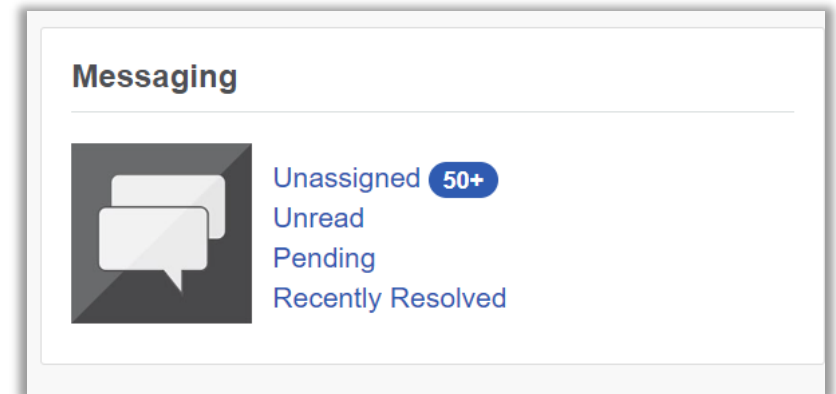 Messaging
Unassigned 50+
Unread
Pending
Recently Resolved